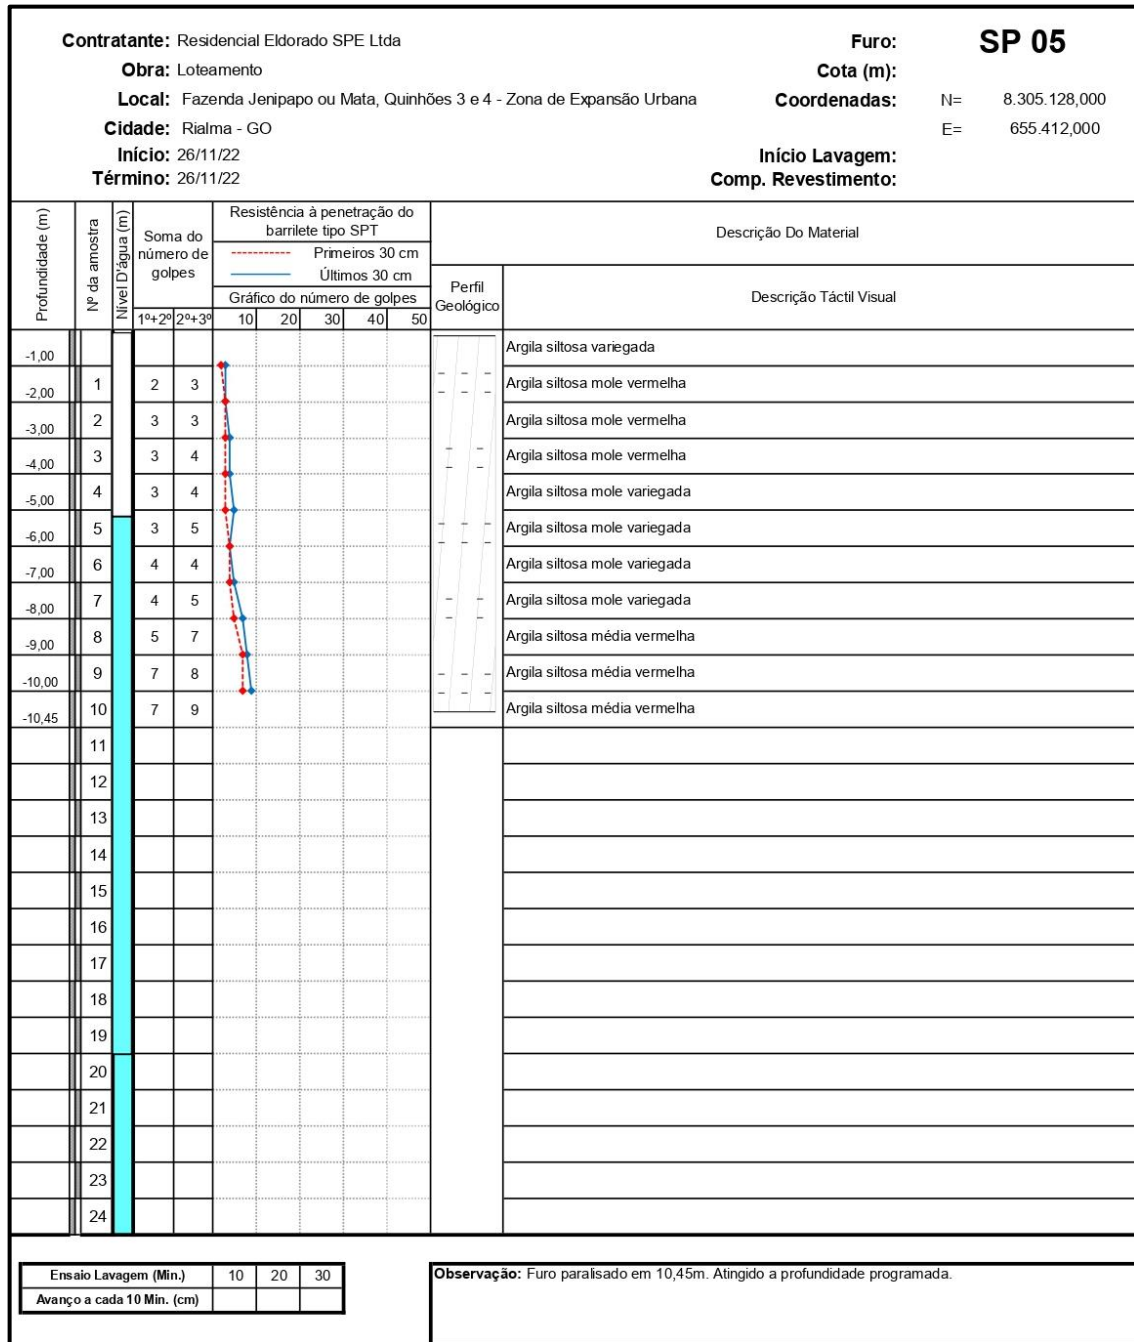 Contratante: Residencial Eldorado SPE Ltda
Furo: SP 05
Obra: Loteamento
Cota (m):
Local: Fazenda Jenipapo ou Mata, Quinhões 3 e 4 - Zona de Expansão Urbana
Coordenadas: N= 8.305.128,000
Cidade: Rialma - GO
E= 655.412,000
Início: 26/11/22
Início Lavagem:
Término: 26/11/22
Comp. Revestimento:
Profundidade (m)
Nº da amostra
Nível D'água (m)
Soma do
número de
golpes
1º+2º 2º+3º
Resistência à penetração do
barrilete tipo SPT
Primeiros 30 cm
Últimos 30 cm
Gráfico do número de golpes
10 20 30 40 50
Descrição Do Material
Perfil
Geológico
Descrição Táctil Visual
-1,00 Argila siltosa variegada
-2,00 1 2 3 Argila siltosa mole vermelha
-3,00 2 3 3 Argila siltosa mole vermelha
-4,00 3 3 4 Argila siltosa mole vermelha
-5,00 4 3 4 Argila siltosa mole variegada
-6,00 5 3 5 Argila siltosa mole variegada
-7,00 6 4 4 Argila siltosa mole variegada
-8,00 7 4 5 Argila siltosa mole variegada
-9,00 8 5 7 Argila siltosa média vermelha
-10,00 9 7 8 Argila siltosa média vermelha
-10,45 10 7 9 Argila siltosa média vermelha
11
12
13
14
15
16
17
18
19
20
21
22
23
24
Ensaio Lavagem (Min.) 10 20 30
Avanço a cada 10 Min. (cm)
Observação: Furo paralisado em 10,45m. Atingido a profundidade programada.